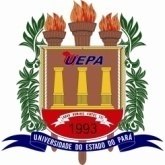 UEPA
1993
UNIVERSIDADE DO ESTADO DO PARÁ